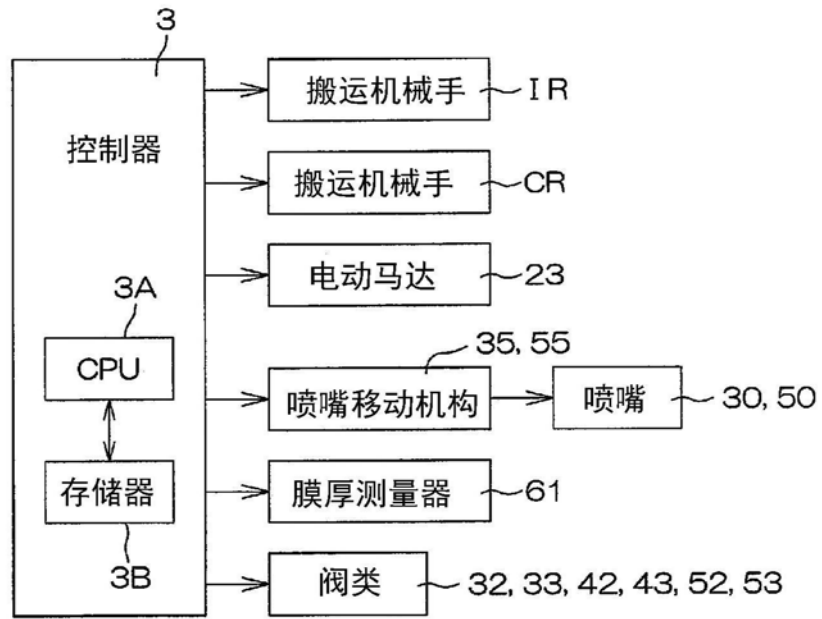 3
控制器
搬运机械手 IR
搬运机械手 CR
电动马达 23
3A
CPU
35, 55
喷嘴移动机构
喷嘴 30, 50
存储器
3B
膜厚测量器 61
阀类 32, 33, 42, 43, 52, 53